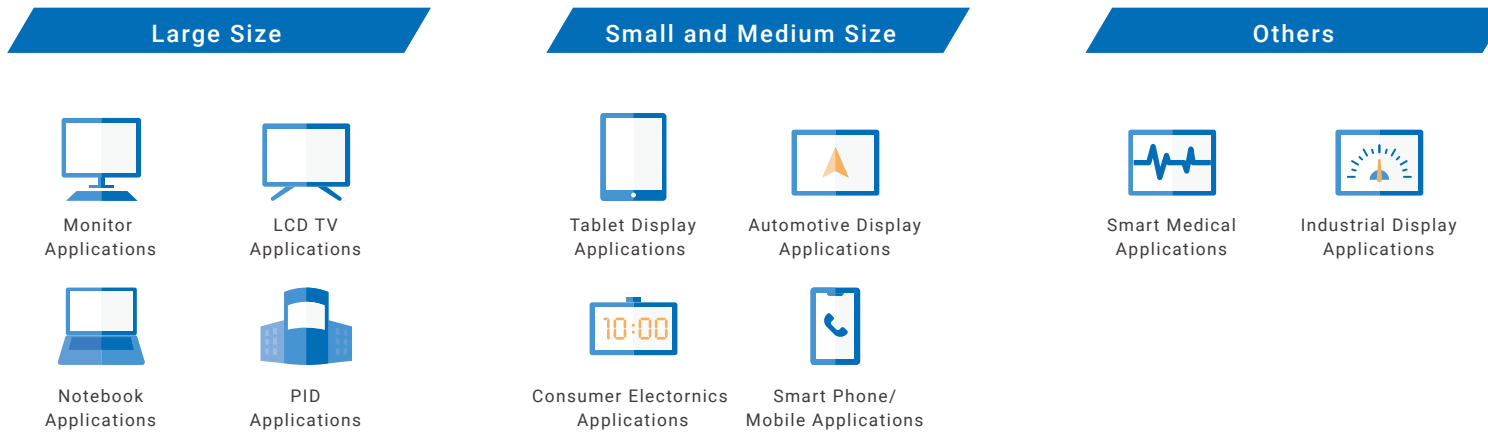 Large Size
Monitor
Applications
LCD TV
Applications
Notebook
Applications
PID
Applications
Small and Medium Size
Tablet Display
Applications
Automotive Display
Applications
10:00
Consumer Electornics
Applications
Smart Phone/
Mobile Applications
Others
Smart Medical
Applications
Industrial Display
Applications